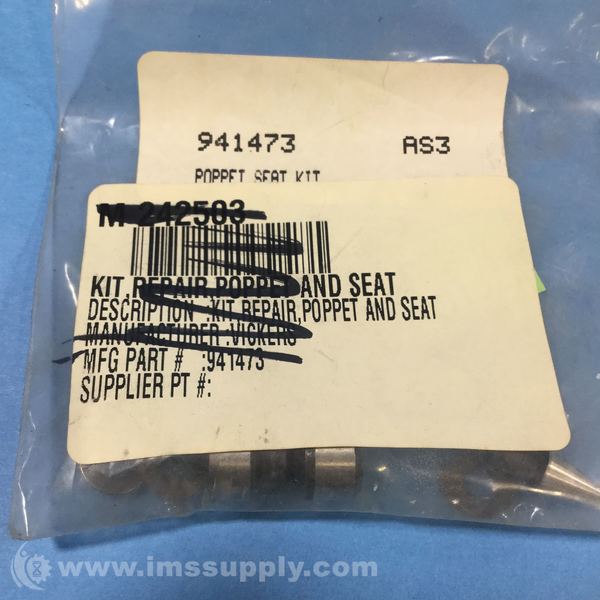 941473 AS3
POPPET SEAT KIT
M-242503
KIT,REPAIR,POPPET AND SEAT
DESCRIPTION :KIT,REPAIR,POPPET AND SEAT
MANUFACTURER :VICKERS
MFG PART # :941473
SUPPLIER PT #:
www.imssupply.com